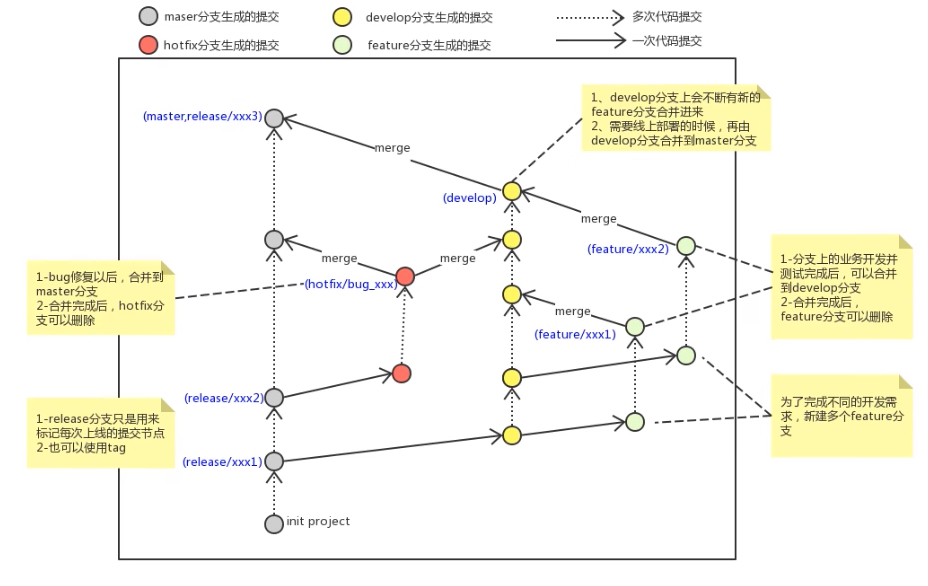 maser分支生成的提交
develop分支生成的提交
多次代码提交
hotfix分支生成的提交
feature分支生成的提交
一次代码提交
1、develop分支上会不断有新的
feature分支合并进来
2、需要线上部署的时候，再由
develop分支合并到master分支
(master,release/xxx3)
merge
(develop)
merge
(feature/xxx2)
merge
merge
1-分支上的业务开发并
测试完成后，可以合并
到develop分支
2-合并完成后，
feature分支可以删除
1-bug修复以后，合并到
master分支
2-合并完成后，hotfix分
支可以删除
(hotfix/bug_xxx)
merge
(feature/xxx1)
为了完成不同的开发需
求，新建多个feature分
支
(release/xxx2)
1-release分支只是用来
标记每次上线的提交节点
2-也可以使用tag
(release/xxx1)
init project